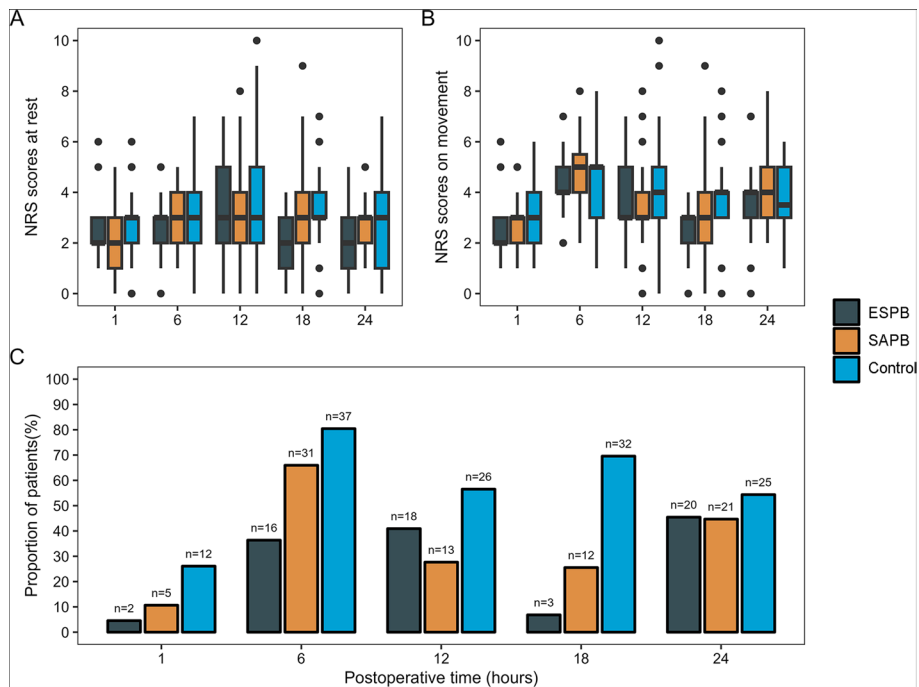 A
B
NRS scores at rest
10
8
6
4
2
0
1 6 12 18 24
NRS scores on movement
10
8
6
4
2
0
1 6 12 18 24
ESPB
SAPB
Control
C
Proportion of patients(%)
100
90
80
70
60
50
40
30
20
10
0
n=2 n=5 n=12
n=16 n=31 n=37
n=18 n=13 n=26
n=3 n=12 n=32
n=20 n=21 n=25
1 6 12 18 24
Postoperative time (hours)